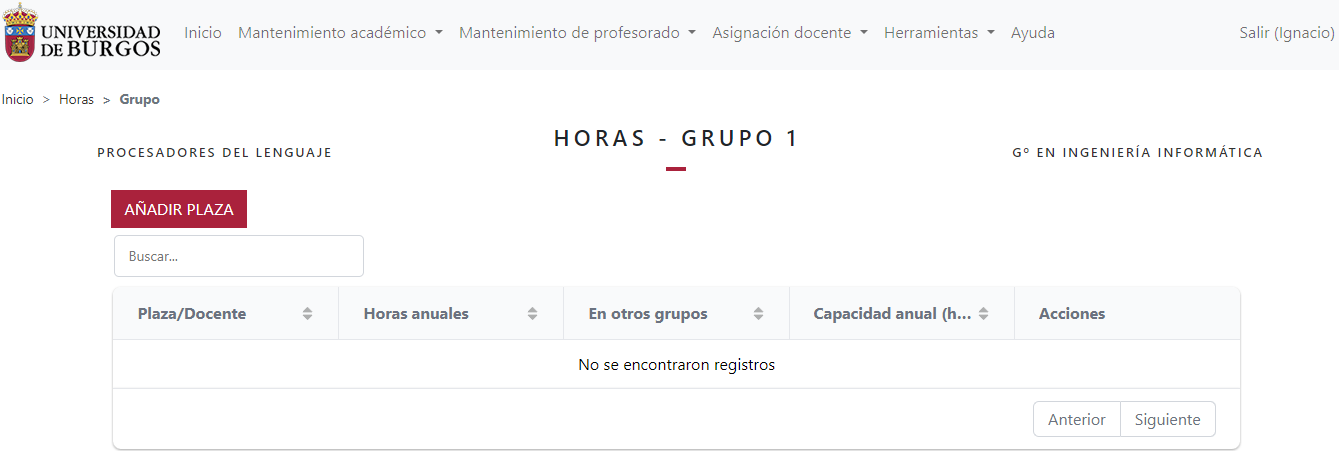 UNIVERSIDAD
DE BURGOS
Inicio Mantenimiento académico Mantenimiento de profesorado Asignación docente Herramientas Ayuda Salir (Ignacio)
Inicio > Horas > Grupo
HORAS - GRUPO 1
PROCESADORES DEL LENGUAJE Gº EN INGENIERÍA INFORMÁTICA
AÑADIR PLAZA
Buscar...
Plaza/Docente Horas anuales En otros grupos Capacidad anual (h... Acciones
No se encontraron registros
Anterior Siguiente